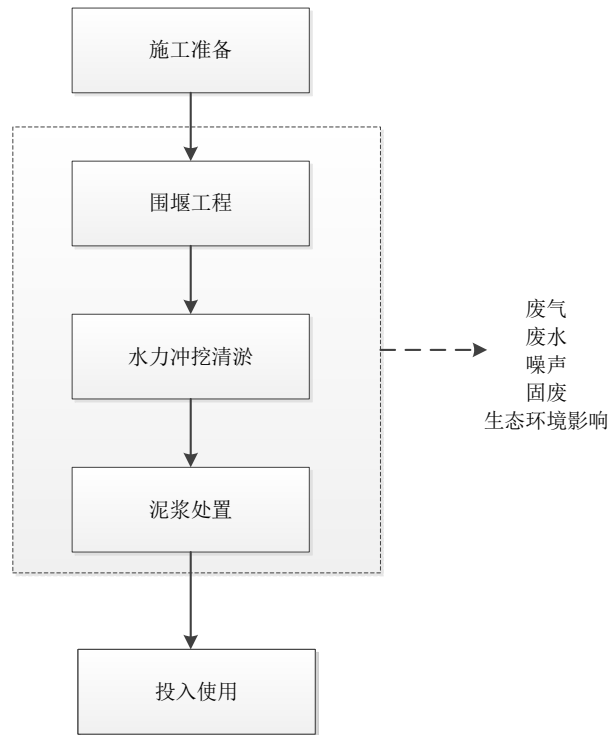 施工准备
围堰工程
水力冲挖清淤
泥浆处置
投入使用
废气
废水
噪声
固废
生态环境影响